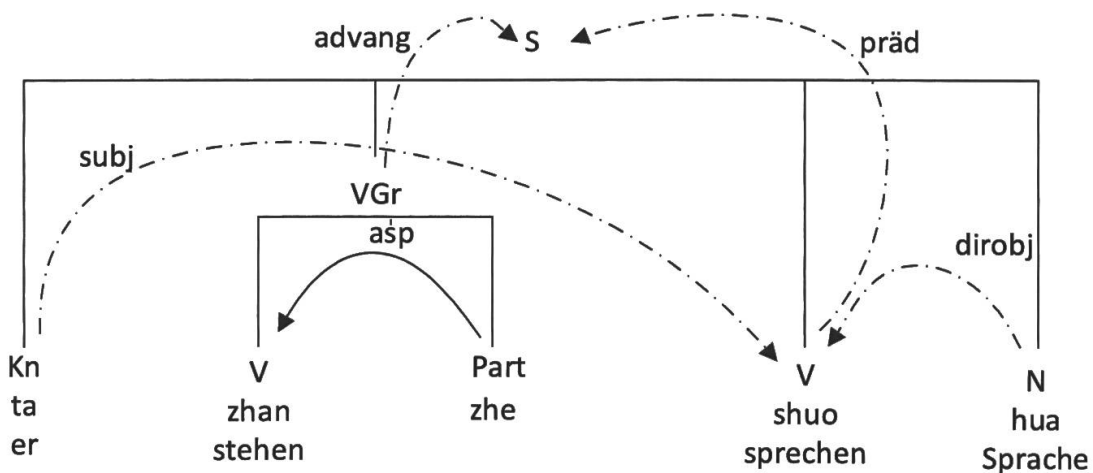 advang S präd
subj
VGr
asp
dirobj
Kn V Part V N
ta zhan zhe shuo hua
er stehen sprechen Sprache